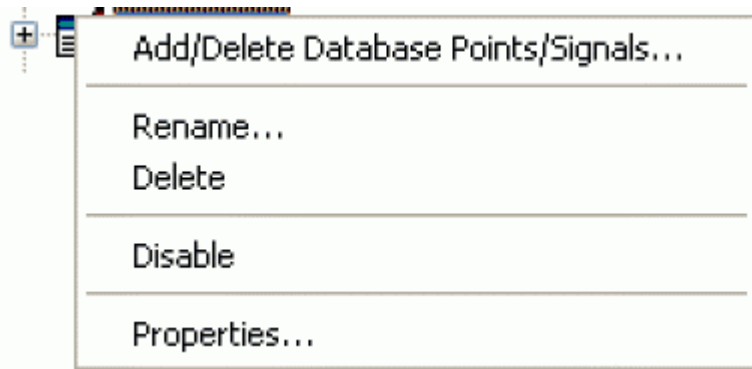 Add/Delete Database Points/Signals...
Rename...
Delete
Disable
Properties...